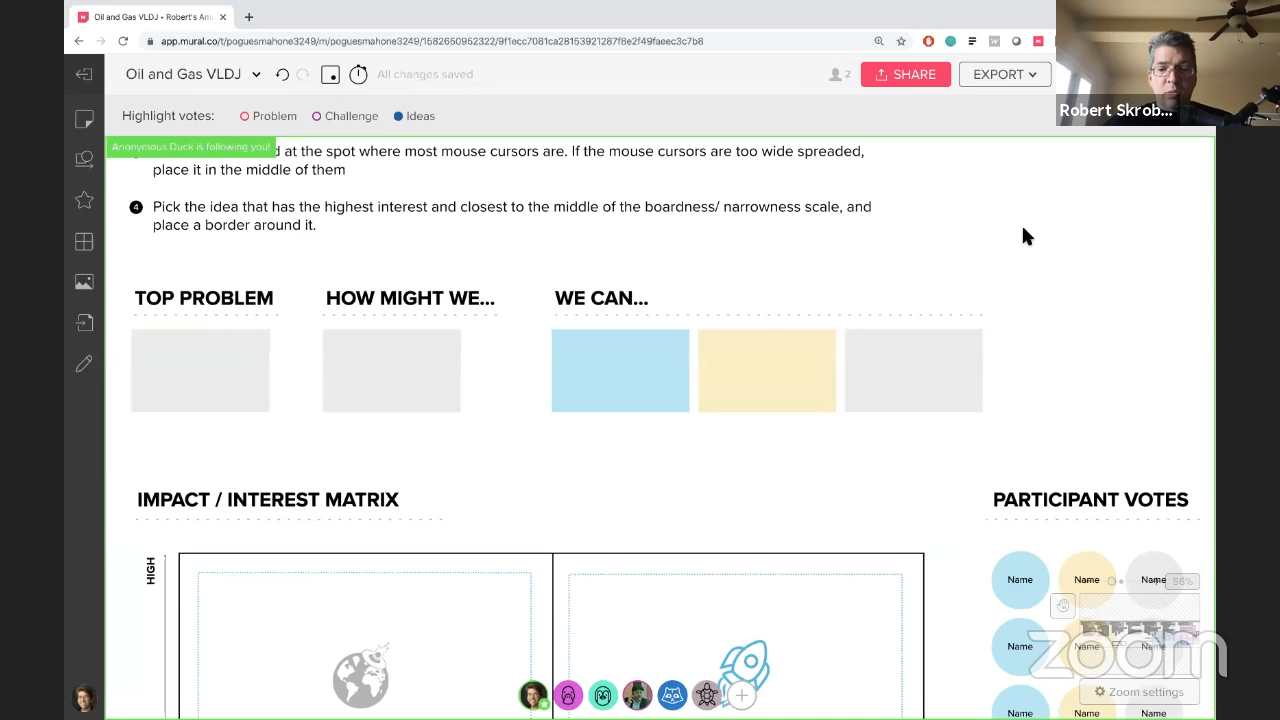 Oil and Gas VLDJ • Robert's Am
app.mural.co/t/poguesmahone3249/m/poguesmahone3249/1582650952322/9f1ecc7081ca28153921287f8e2f49faeec3c7b8
Oil and Gas VLDJ
All changes saved
2
SHARE
EXPORT
Robert Skrob...
Highlight votes:
Problem
Challenge
Ideas
Anonymous Duck is following you!
at the spot where most mouse cursors are. If the mouse cursors are too wide spreaded,
place it in the middle of them
4 Pick the idea that has the highest interest and closest to the middle of the boardness/ narrowness scale, and
place a border around it.
TOP PROBLEM
HOW MIGHT WE...
WE CAN...
IMPACT / INTEREST MATRIX
PARTICIPANT VOTES
HIGH
Name
Name
Name
56%
Name
Name
Name
zoom
Zoom settings
Name
Name
Name